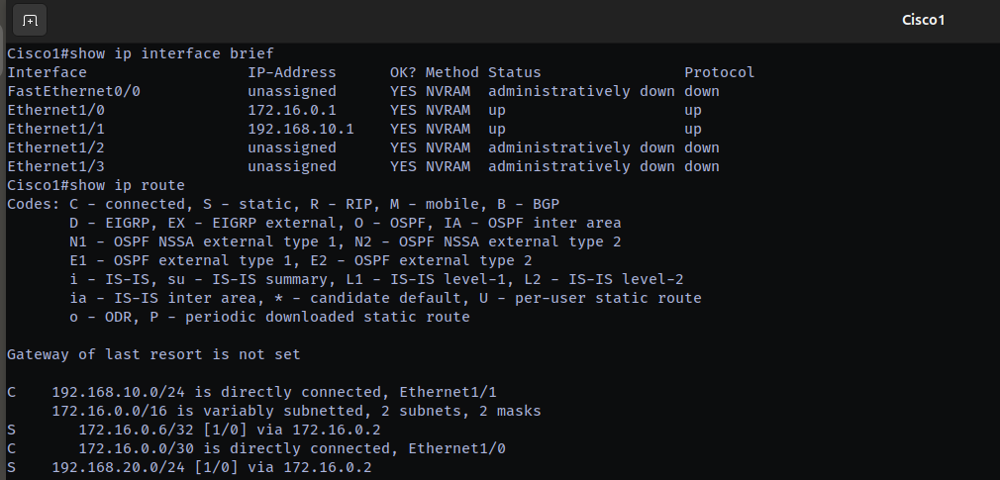 Cisco1
Cisco1#show ip interface brief
Interface                  IP-Address      OK? Method Status                Protocol
FastEthernet0/0            unassigned      YES NVRAM  administratively down down
Ethernet1/0                172.16.0.1      YES NVRAM  up                    up
Ethernet1/1                192.168.10.1    YES NVRAM  up                    up
Ethernet1/2                unassigned      YES NVRAM  administratively down down
Ethernet1/3                unassigned      YES NVRAM  administratively down down
Cisco1#show ip route
Codes: C - connected, S - static, R - RIP, M - mobile, B - BGP
       D - EIGRP, EX - EIGRP external, O - OSPF, IA - OSPF inter area
       N1 - OSPF NSSA external type 1, N2 - OSPF NSSA external type 2
       E1 - OSPF external type 1, E2 - OSPF external type 2
       i - IS-IS, su - IS-IS summary, L1 - IS-IS level-1, L2 - IS-IS level-2
       ia - IS-IS inter area, * - candidate default, U - per-user static route
       o - ODR, P - periodic downloaded static route

Gateway of last resort is not set

C    192.168.10.0/24 is directly connected, Ethernet1/1
     172.16.0.0/16 is variably subnetted, 2 subnets, 2 masks
S       172.16.0.6/32 [1/0] via 172.16.0.2
C       172.16.0.0/30 is directly connected, Ethernet1/0
S    192.168.20.0/24 [1/0] via 172.16.0.2